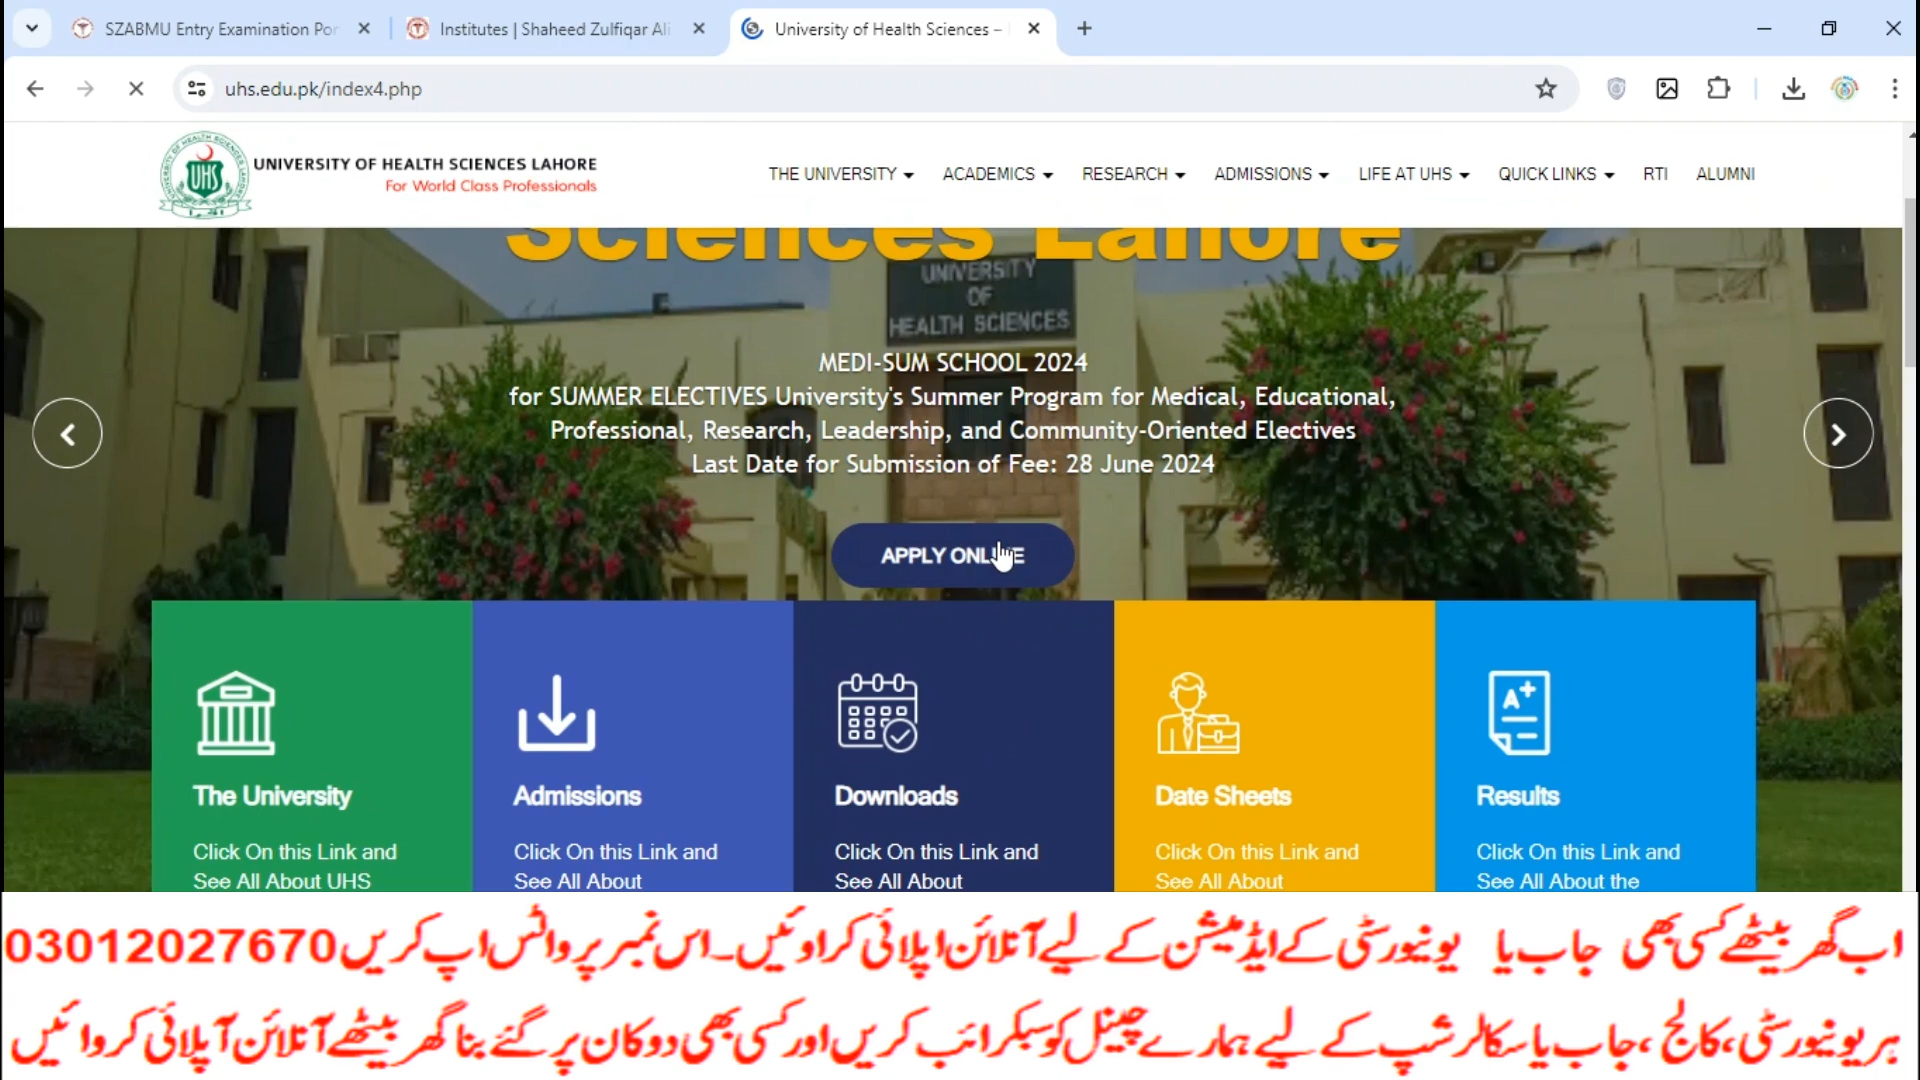 SZABMU Entry Examination Por
Institutes | Shaheed Zulfiqar Ali
University of Health Sciences –
uhs.edu.pk/index4.php
UHS
UNIVERSITY OF HEALTH SCIENCES LAHORE
For World Class Professionals
THE UNIVERSITY
ACADEMICS
RESEARCH
ADMISSIONS
LIFE AT UHS
QUICK LINKS
RTI
ALUMNI
Sciences Lahore
UNIVERSITY
OF
HEALTH SCIENCES
MEDI-SUM SCHOOL 2024
for SUMMER ELECTIVES University's Summer Program for Medical, Educational,
Professional, Research, Leadership, and Community-Oriented Electives
Last Date for Submission of Fee: 28 June 2024
APPLY ONLINE
The University
Click On this Link and
See All About UHS
Admissions
Click On this Link and
See All About
Downloads
Click On this Link and
See All About
Date Sheets
Click On this Link and
See All About
A+
Results
Click On this Link and
See All About the
اب گھر بیٹھے کسی بھی جاب یا یونیورسٹی کے ایڈمیشن کے لیے آنلائن اپلائی کراوئیں۔اس نمبر پر واٹس اپ کریں 03012027670
ہر یونیورسٹی،کالج ،جاب یا سکالرشپ کے لیے ہمارے چینل کو سبکرائب کریں اور کسی بھی دوکان پر گئے بنا گھر بیٹھے آنلائن آپلائی کروائیں